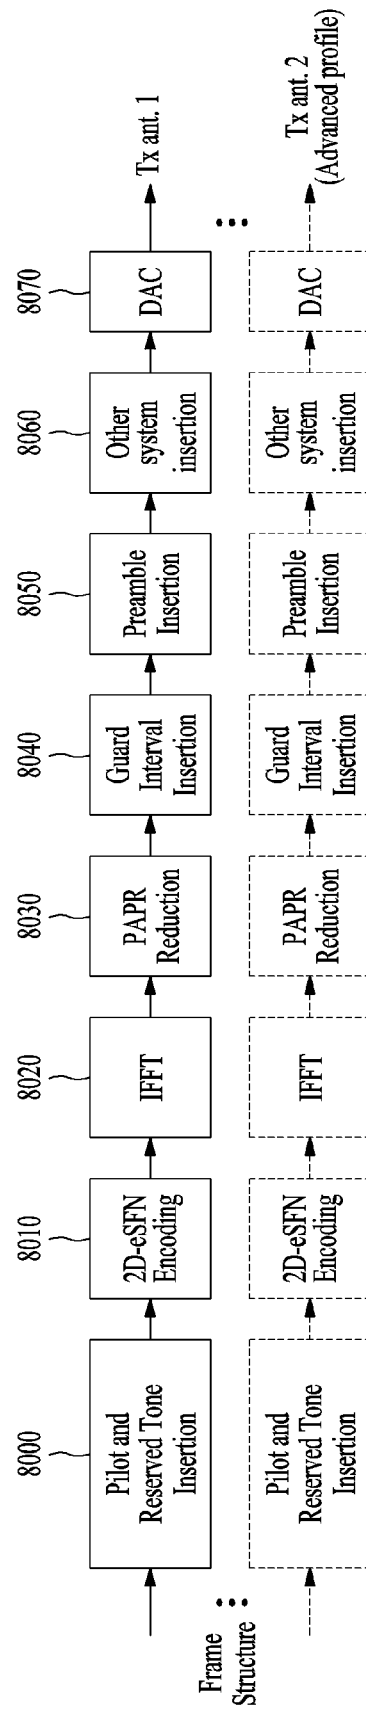 8000
8010
8020
8030
8040
8050
8060
8070
Pilot and
Reserved Tone
Insertion
2D-eSFN
Encoding
IFFT
PAPR
Reduction
Guard
Interval
Insertion
Preamble
Insertion
Other
system
insertion
DAC
Tx ant. 1
Frame
Structure
Pilot and
Reserved Tone
Insertion
2D-eSFN
Encoding
IFFT
PAPR
Reduction
Guard
Interval
Insertion
Preamble
Insertion
Other
system
insertion
DAC
Tx ant. 2
(Advanced profile)